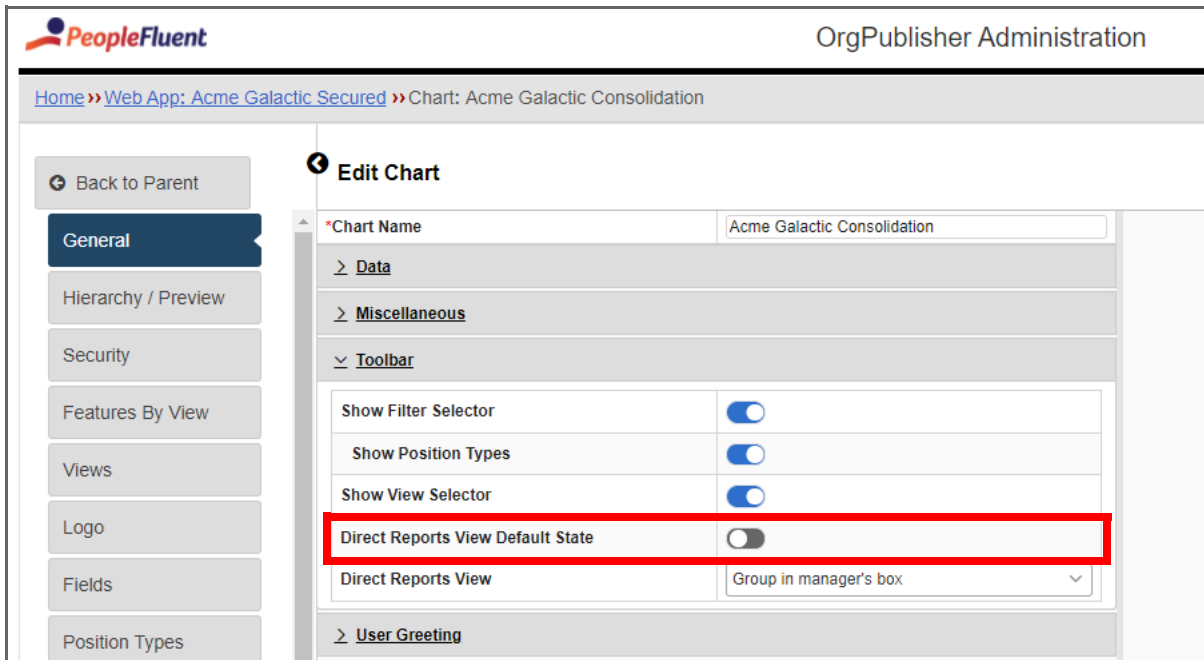 PeopleFluent
OrgPublisher Administration
Home ›› Web App: Acme Galactic Secured ›› Chart: Acme Galactic Consolidation
Back to Parent
General
Hierarchy / Preview
Security
Features By View
Views
Logo
Fields
Position Types
Edit Chart
*Chart Name Acme Galactic Consolidation
Data
Miscellaneous
Toolbar
Show Filter Selector
Show Position Types
Show View Selector
Direct Reports View Default State
Direct Reports View Group in manager's box
User Greeting